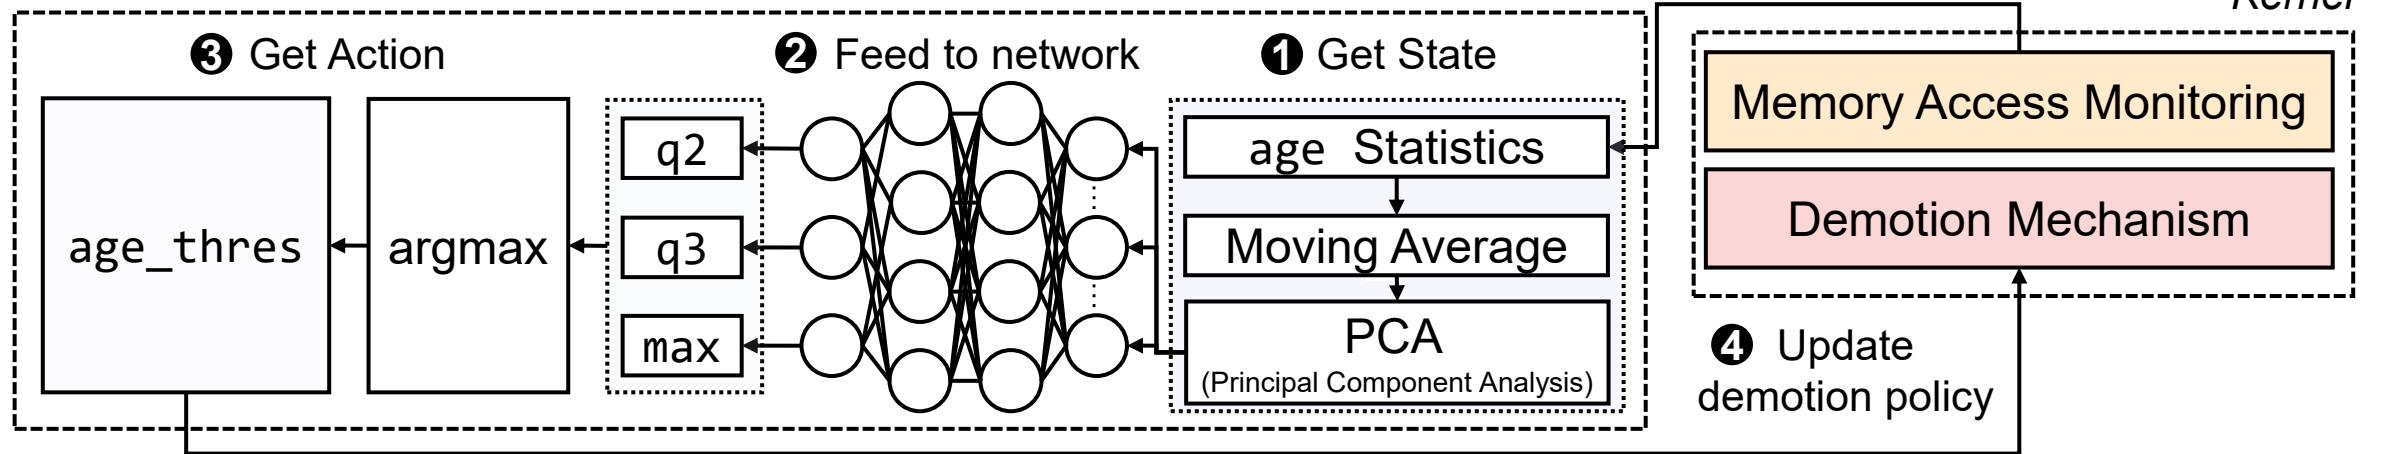 ❸ Get Action
❷ Feed to network
❶ Get State
age_thres
argmax
q2
q3
max
age Statistics
Moving Average
PCA
(Principal Component Analysis)
Memory Access Monitoring
Demotion Mechanism
❹ Update
demotion policy